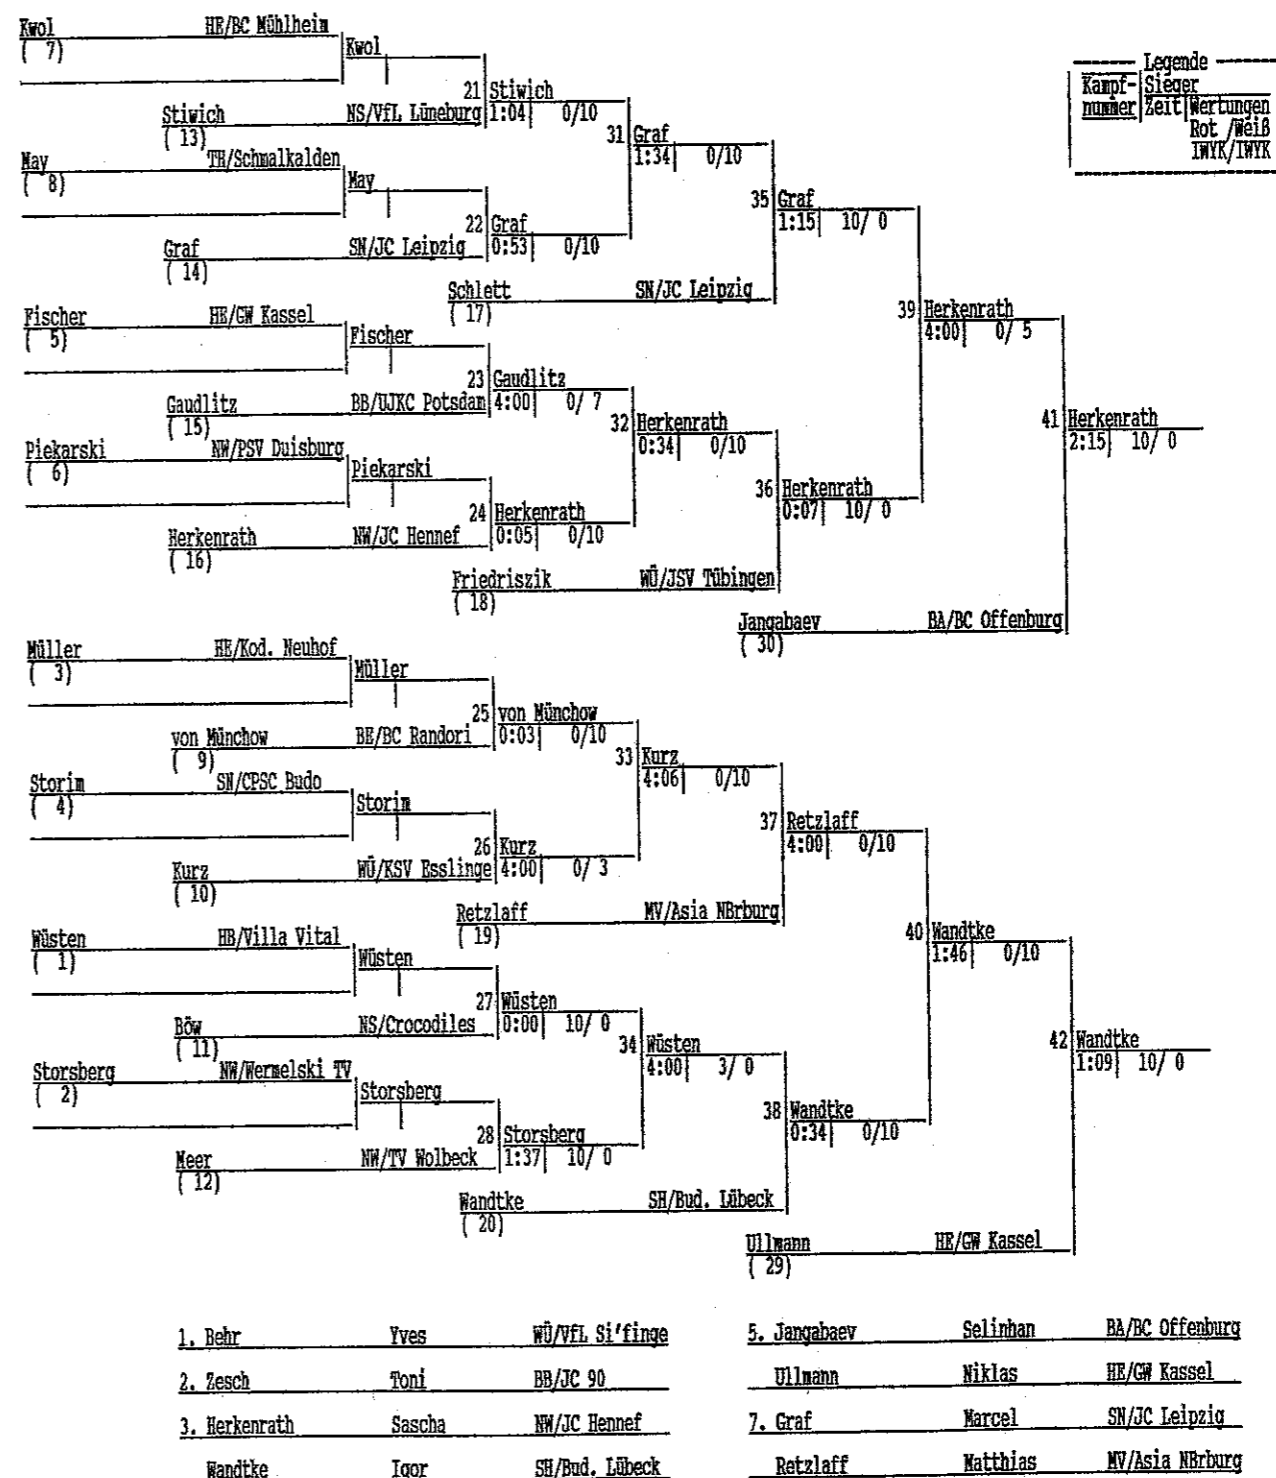 Kwol HE/BC Mühlheim
( 7)
Kwol
Legende
Kampf- Sieger
nummer Zeit Wertungen
Rot /Weiß
IWYK/IWYK
21 Stiwich
1:04 0/10
Stiwich NS/VfL Lüneburg
( 13)
31 Graf
1:34 0/10
May TH/Schmalkalden
( 8)
May
35 Graf
1:15 10/ 0
22 Graf
0:53 0/10
Graf SN/JC Leipzig
( 14)
Schlett SN/JC Leipzig
( 17)
39 Herkenrath
4:00 0/ 5
Fischer HE/GW Kassel
( 5)
Fischer
23 Gaudlitz
4:00 0/ 7
Gaudlitz BB/UJKC Potsdam
( 15)
32 Herkenrath
0:34 0/10
41 Herkenrath
2:15 10/ 0
Piekarski NW/PSV Duisburg
( 6)
Piekarski
36 Herkenrath
0:07 10/ 0
24 Herkenrath
0:05 0/10
Herkenrath NW/JC Hennef
( 16)
Friedriszik WÜ/JSV Tübingen
( 18)
Jangabaev BA/BC Offenburg
( 30)
Müller HE/Kod. Neuhof
( 3)
Müller
25 von Münchow
0:03 0/10
von Münchow BE/BC Randori
( 9)
33 Kurz
4:06 0/10
Storim SN/CPSC Budo
( 4)
Storim
37 Retzlaff
4:00 0/10
26 Kurz
4:00 0/ 3
Kurz WÜ/KSV Esslinge
( 10)
Retzlaff MV/Asia NBrburg
( 19)
40 Wandtke
1:46 0/10
Wüsten HB/Villa Vital
( 1)
Wüsten
27 Wüsten
0:00 10/ 0
Böw NS/Crocodiles
( 11)
34 Wüsten
4:00 3/ 0
42 Wandtke
1:09 10/ 0
Storsberg NW/Wermelski TV
( 2)
Storsberg
38 Wandtke
0:34 0/10
28 Storsberg
1:37 10/ 0
Meer NW/TV Wolbeck
( 12)
Wandtke SH/Bud. Lübeck
( 20)
Ullmann HE/GW Kassel
( 29)
1. Behr Yves WÜ/VfL Si'finge
2. Zesch Toni BB/JC 90
3. Herkenrath Sascha NW/JC Hennef
Wandtke Igor SH/Bud. Lübeck
5. Jangabaev Selinhan BA/BC Offenburg
Ullmann Niklas HE/GW Kassel
7. Graf Marcel SN/JC Leipzig
Retzlaff Matthias MV/Asia NBrburg